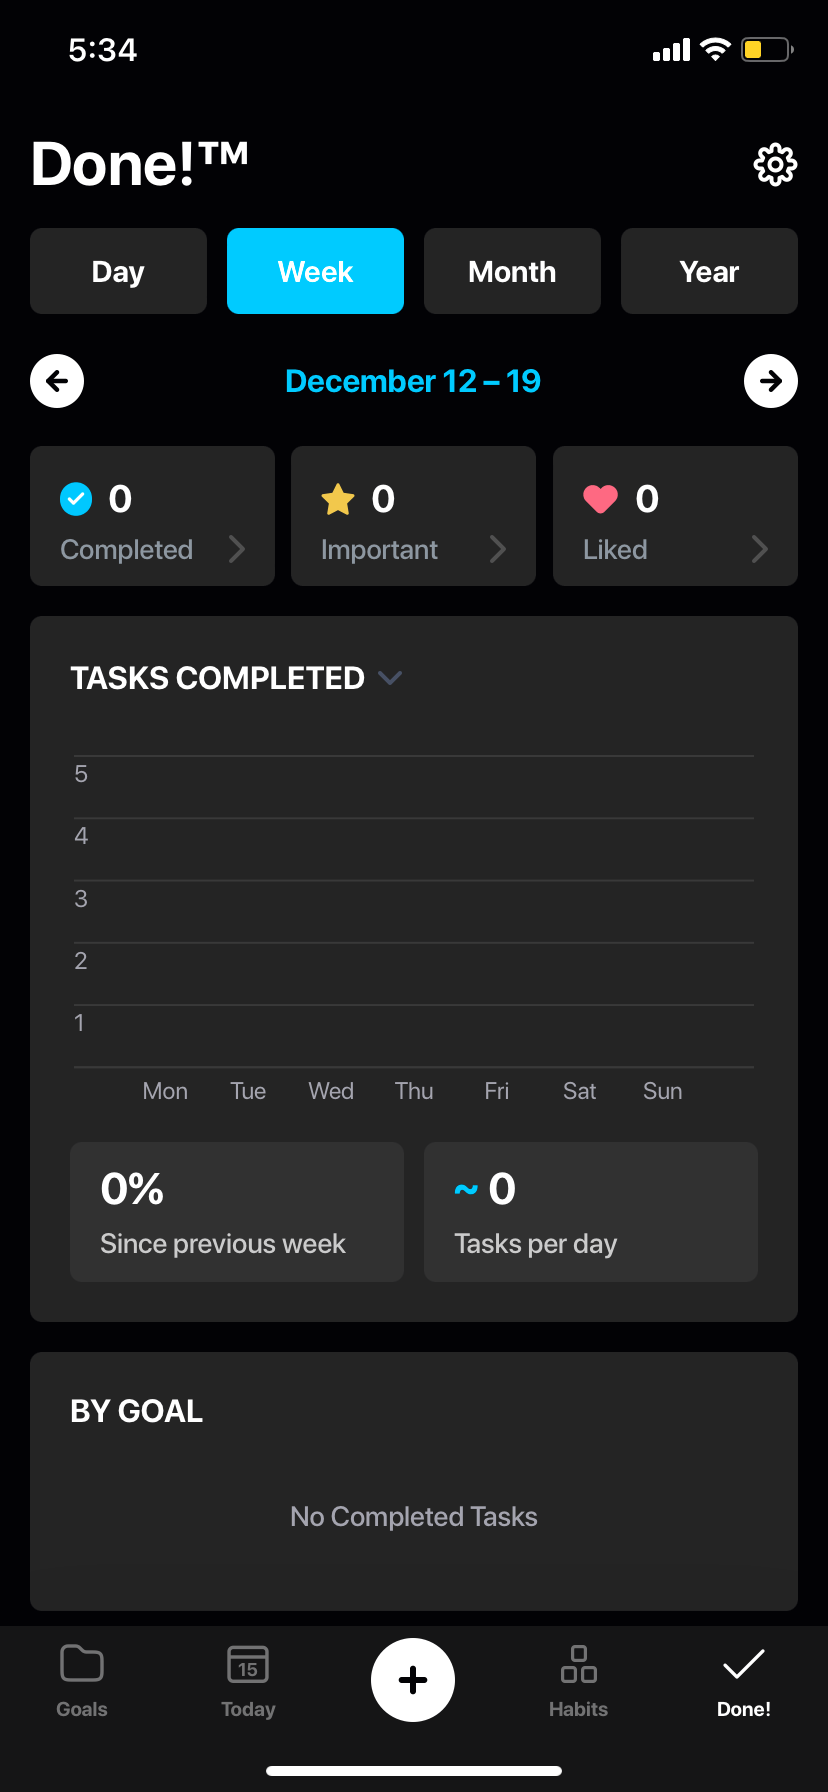 5:34
Done!™
Day Week Month Year
December 12 – 19
0 0 0
Completed Important Liked
TASKS COMPLETED
5
4
3
2
1
Mon Tue Wed Thu Fri Sat Sun
0% ~ 0
Since previous week Tasks per day
BY GOAL
No Completed Tasks
15
Goals Today Habits Done!